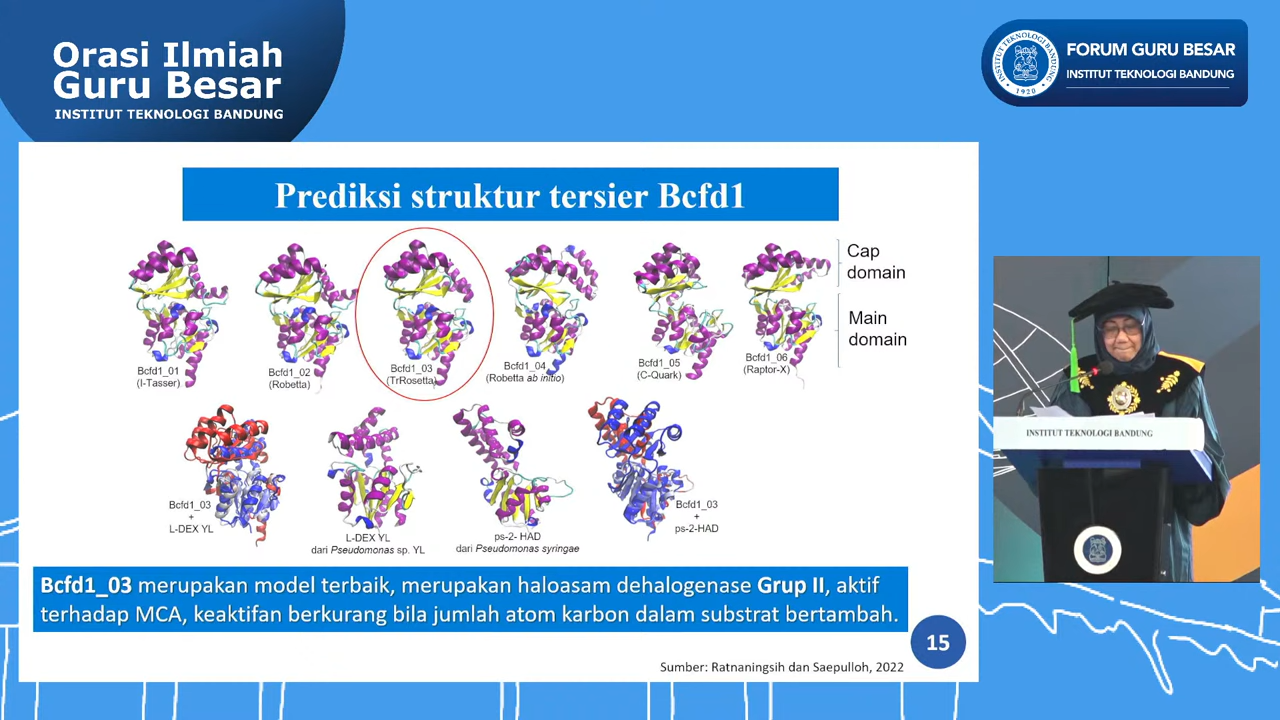 Orasi Ilmiah
Guru Besar
INSTITUT TEKNOLOGI BANDUNG
FORUM GURU BESAR
INSTITUT TEKNOLOGI BANDUNG
1920
Prediksi struktur tersier Bcfd1
Cap
domain
Main
domain
Bcfd1_01
(I-Tasser)
Bcfd1_02
(Robetta)
Bcfd1_03
(TrRosetta)
Bcfd1_04
(Robetta ab initio)
Bcfd1_05
(C-Quark)
Bcfd1_06
(Raptor-X)
Bcfd1_03
+
L-DEX YL
L-DEX YL
dari Pseudomonas sp. YL
ps-2- HAD
dari Pseudomonas syringae
Bcfd1_03
+
ps-2-HAD
Bcfd1_03 merupakan model terbaik, merupakan haloasam dehalogenase Grup II, aktif
terhadap MCA, keaktifan berkurang bila jumlah atom karbon dalam substrat bertambah.
15
Sumber: Ratnaningsih dan Saepulloh, 2022
INSTITUT TEKNOLOGI BANDUNG